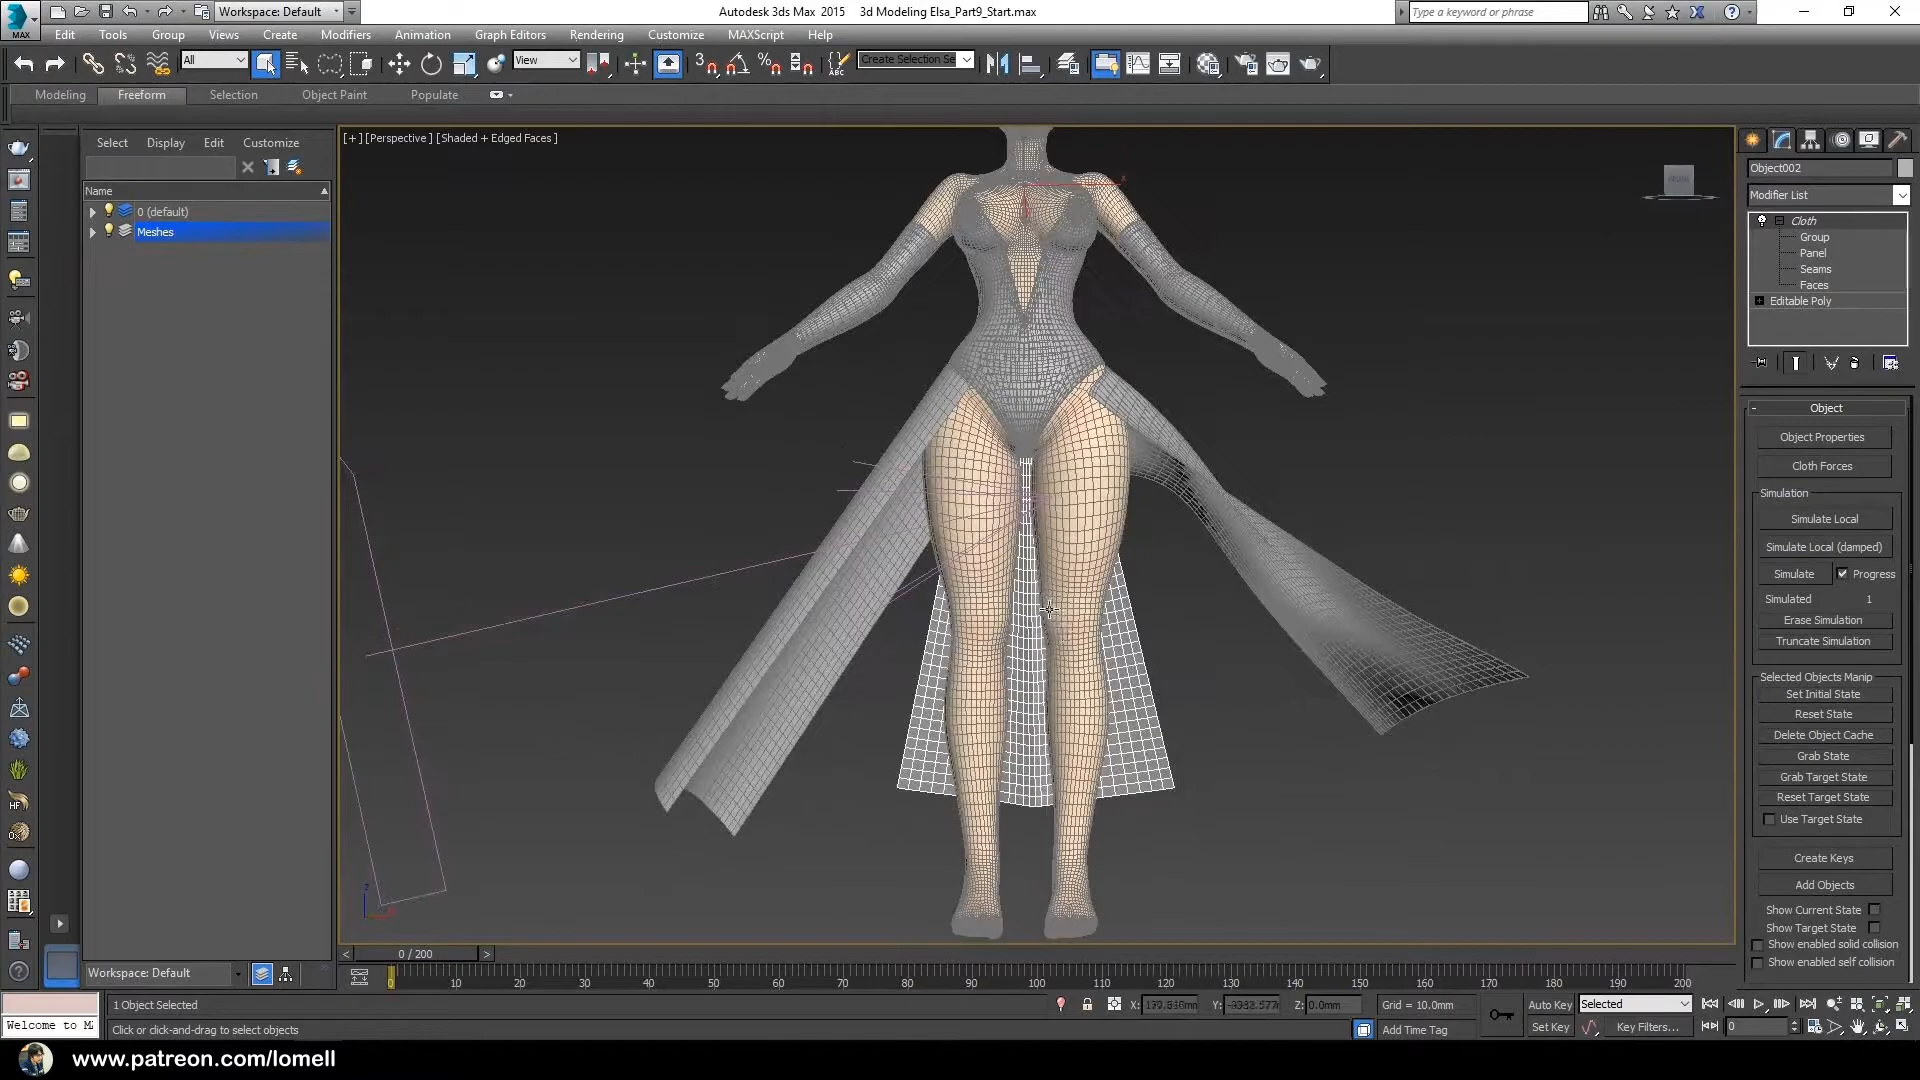 Workspace: Default
Autodesk 3ds Max 2015 3d Modeling Elsa_Part9_Start.max
Type a keyword or phrase
MAX
Edit Tools Group Views Create Modifiers Animation Graph Editors Rendering Customize MAXScript Help
All
View
Create Selection Se
Modeling Freeform Selection Object Paint Populate
Select Display Edit Customize
Name
0 (default)
Meshes
[+] [Perspective] [Shaded + Edged Faces]
Object002
Modifier List
Cloth
Group
Panel
Seams
Faces
Editable Poly
Object
Object Properties
Cloth Forces
Simulation
Simulate Local
Simulate Local (damped)
Simulate Progress
Simulated 1
Erase Simulation
Truncate Simulation
Selected Objects Manip
Set Initial State
Reset State
Delete Object Cache
Grab State
Grab Target State
Reset Target State
Use Target State
Create Keys
Add Objects
Show Current State
Show Target State
Show enabled solid collision
Show enabled self collision
0 / 200
Workspace: Default
0 10 20 30 40 50 60 70 80 90 100 110 120 130 140 150 160 170 180 190 200
1 Object Selected
X: Y: Z: 0.0mm
Grid = 10.0mm
Auto Key Selected
Welcome to M
Click or click-and-drag to select objects
Add Time Tag
Set Key Key Filters...
0
www.patreon.com/lomell